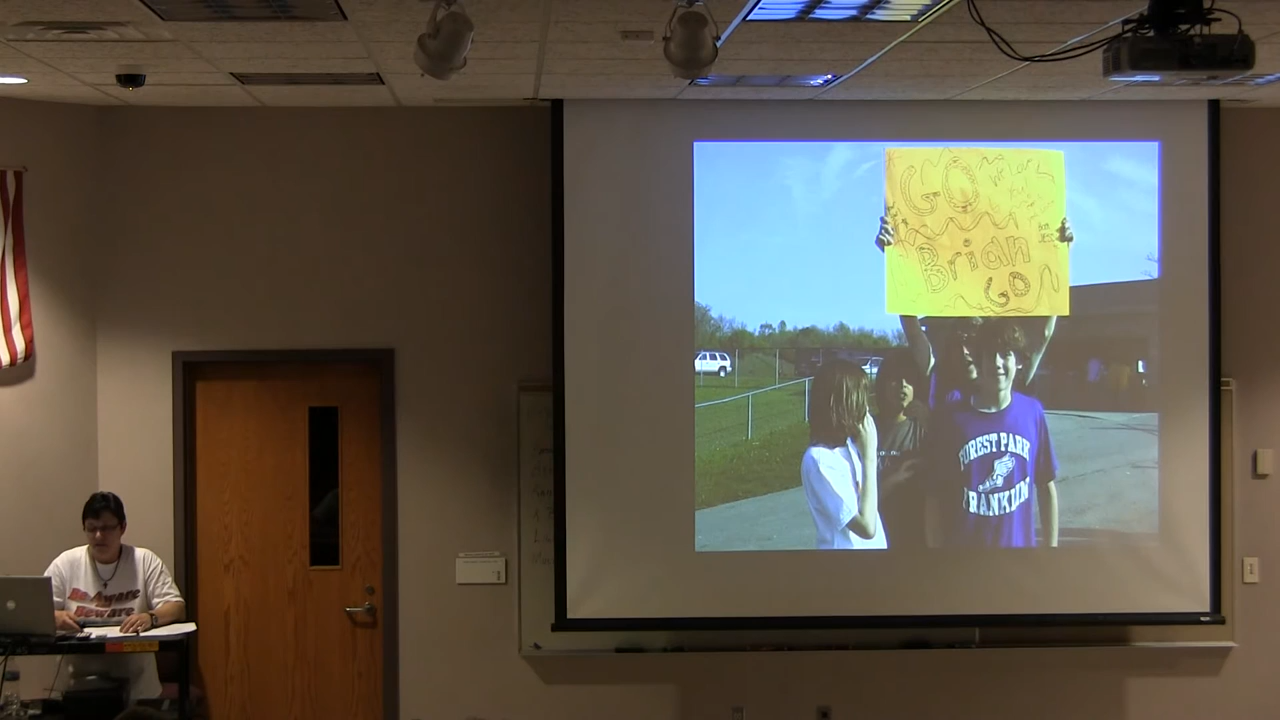 GO
Brian
GO
FOREST PARK
FRANKLIN
Be Aware
Beware